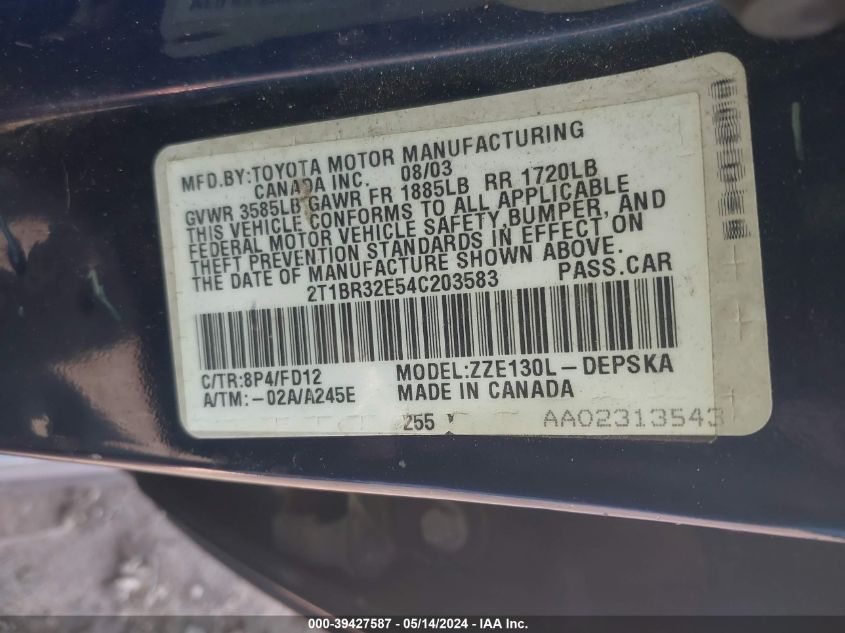 MFD.BY:TOYOTA MOTOR MANUFACTURING
CANADA INC. 08/03
GVWR 3585LB GAWR FR 1885LB RR 1720LB
THIS VEHICLE CONFORMS TO ALL APPLICABLE
FEDERAL MOTOR VEHICLE SAFETY,BUMPER, AND
THEFT PREVENTION STANDARDS IN EFFECT ON
THE DATE OF MANUFACTURE SHOWN ABOVE.
2T1BR32E54C203583 PASS.CAR
C/TR:8P4/FD12 MODEL:ZZE130L-DEPSKA
A/TM:-02A/A245E MADE IN CANADA
255 Y AA02313543
000-39427587 - 05/14/2024 - IAA Inc.